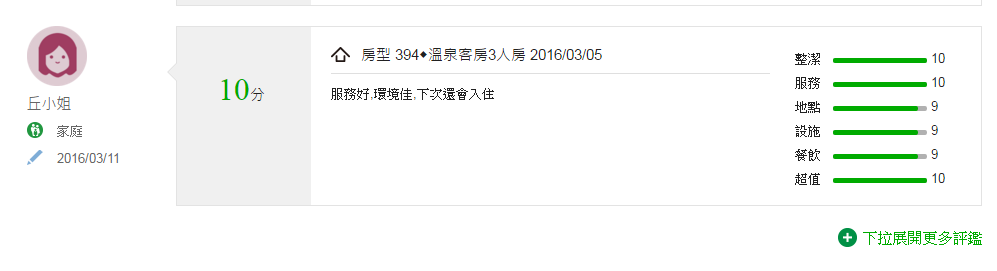 丘小姐
家庭
2016/03/11
10分
房型 394◆溫泉客房3人房 2016/03/05
服務好,環境佳,下次還會入住
整潔 10
服務 10
地點 9
設施 9
餐飲 9
超值 10
下拉展開更多評鑑